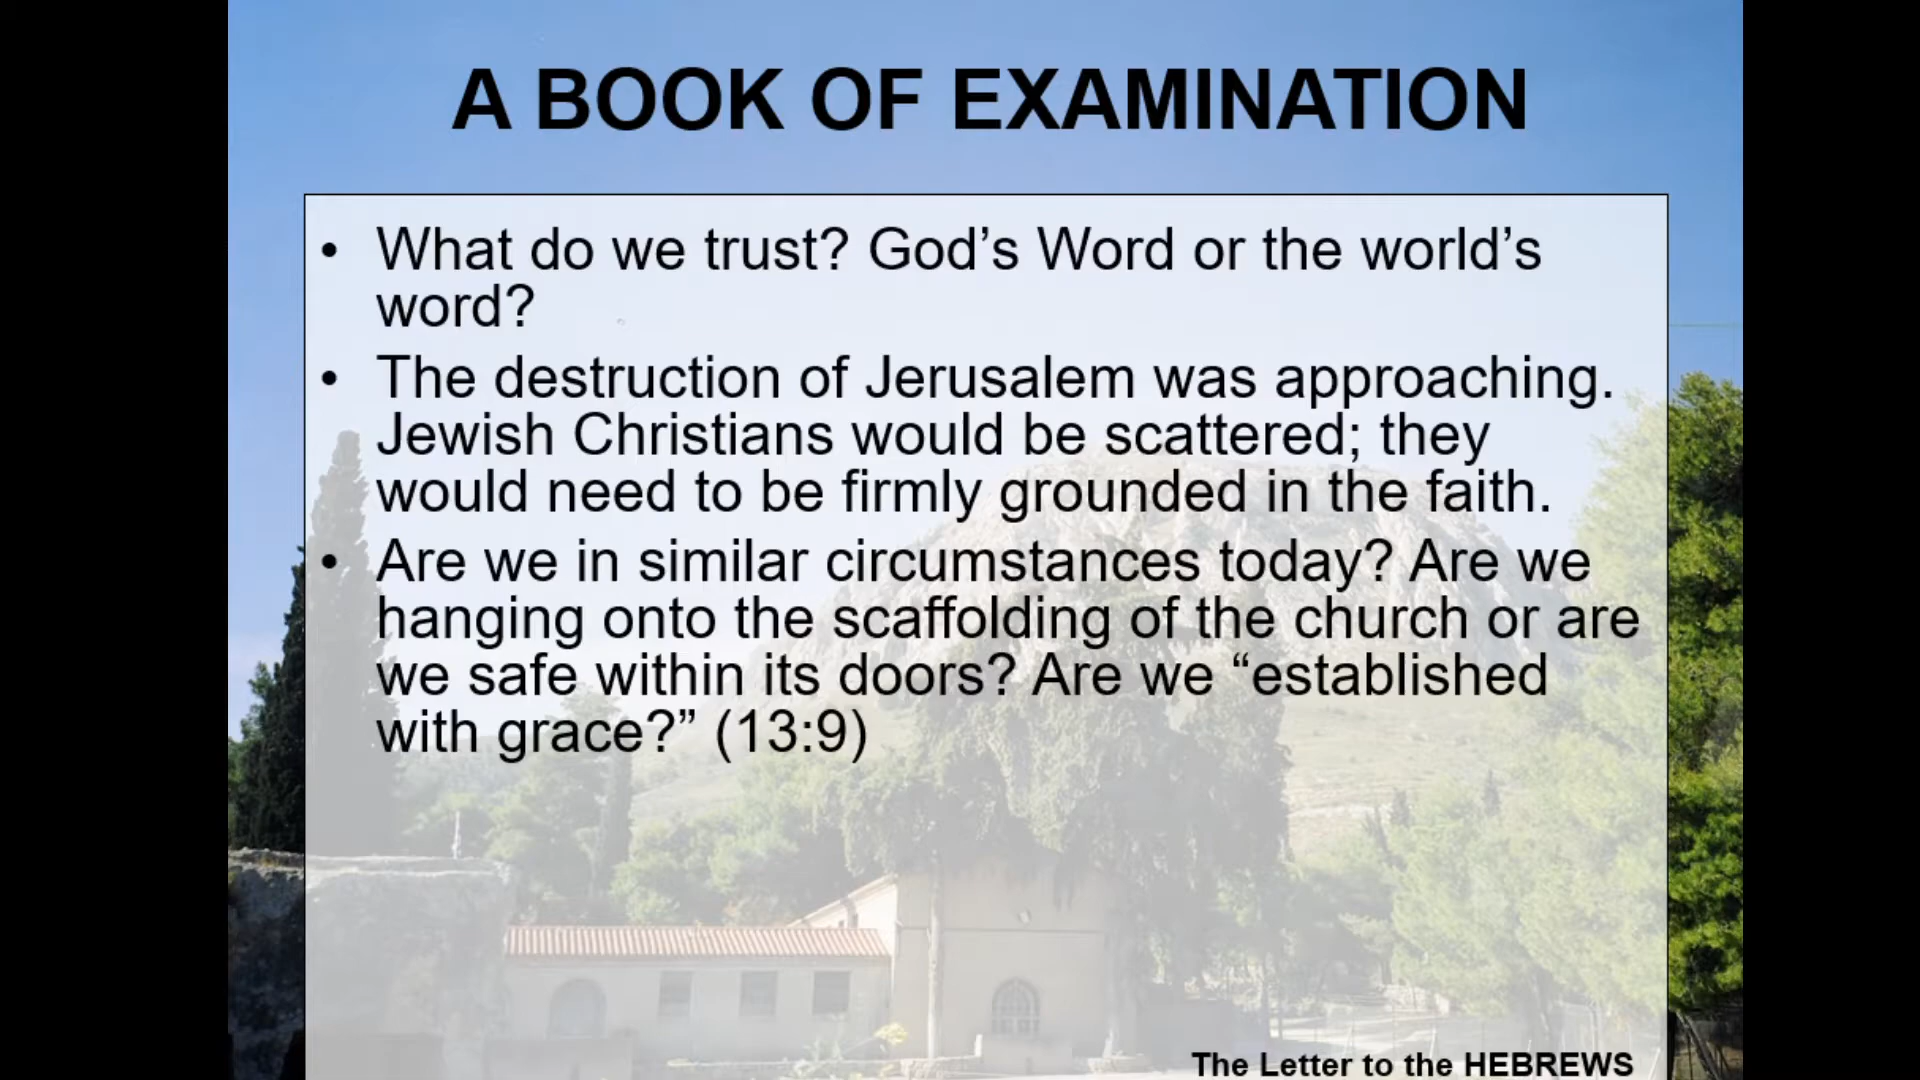 A BOOK OF EXAMINATION
• What do we trust? God’s Word or the world’s
word?
• The destruction of Jerusalem was approaching.
Jewish Christians would be scattered; they
would need to be firmly grounded in the faith.
• Are we in similar circumstances today? Are we
hanging onto the scaffolding of the church or are
we safe within its doors? Are we “established
with grace?” (13:9)
The Letter to the HEBREWS